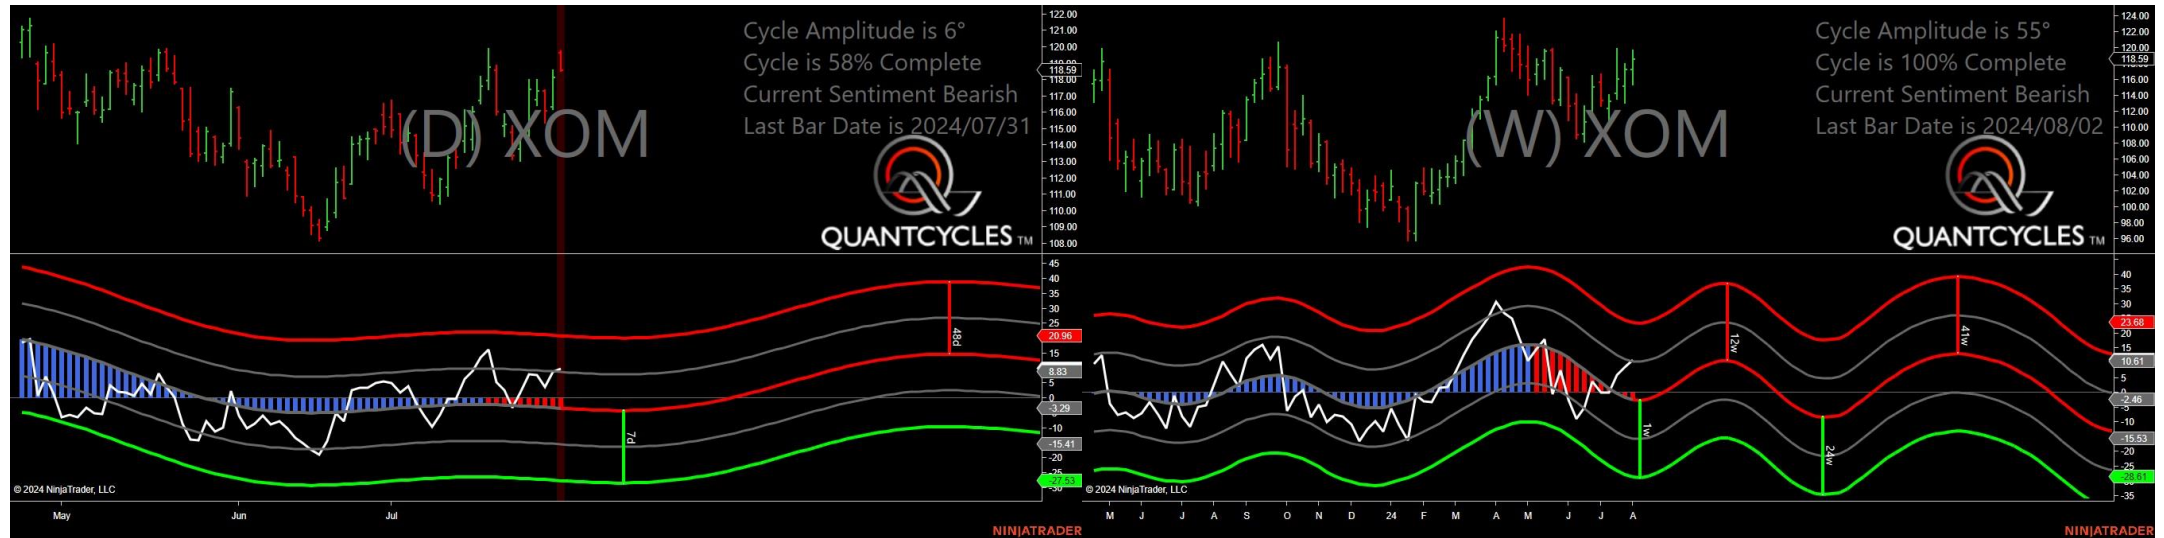 Cycle Amplitude is 6°
Cycle is 58% Complete
Current Sentiment Bearish
Last Bar Date is 2024/07/31
(D) XOM
QUANTCYCLES TM
122.00
121.00
120.00
118.59
118.00
117.00
116.00
115.00
114.00
113.00
112.00
111.00
110.00
109.00
108.00
45
40
35
30
25
20.96
15
8.83
5
0
-3.29
-10
-15.41
-20
-27.53
48d
7d
© 2024 NinjaTrader, LLC
May Jun Jul
NINJATRADER
Cycle Amplitude is 55°
Cycle is 100% Complete
Current Sentiment Bearish
Last Bar Date is 2024/08/02
(W) XOM
QUANTCYCLES TM
124.00
122.00
120.00
118.59
116.00
114.00
112.00
110.00
108.00
106.00
104.00
102.00
100.00
98.00
96.00
40
35
30
23.68
20
15
10.61
5
0
-2.46
-5
-10
-15.53
-20
-25
-28.61
-35
12w
41w
1w
24w
© 2024 NinjaTrader, LLC
M J J A S O N D 24 F M A M J J A
NINJATRADER